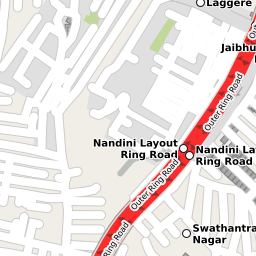 Laggere
Jaibhu
Outer Ring Road
Nandini Layout
Ring Road
Nandini La
Ring Road
Outer Ring Road
Swathantra
Nagar
Ring Road